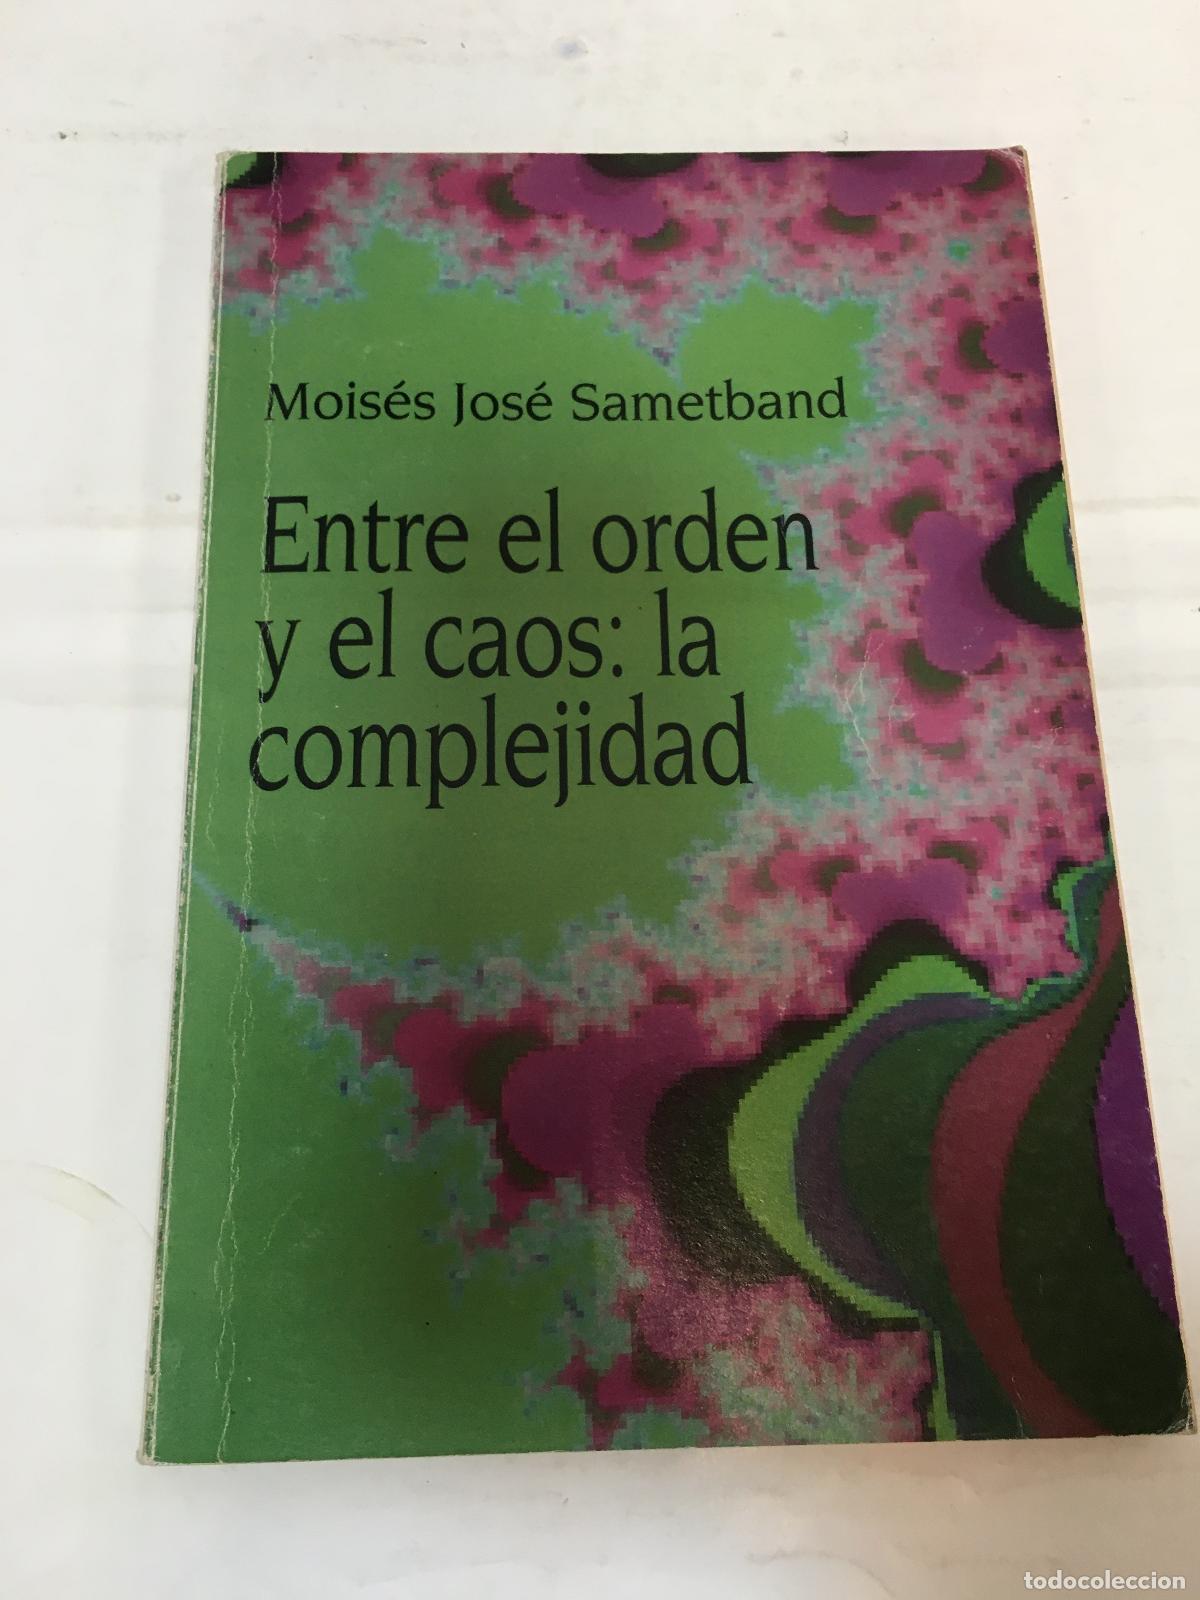 Moisés José Sametband
Entre el orden
y el caos: la
complejidad
todocoleccion